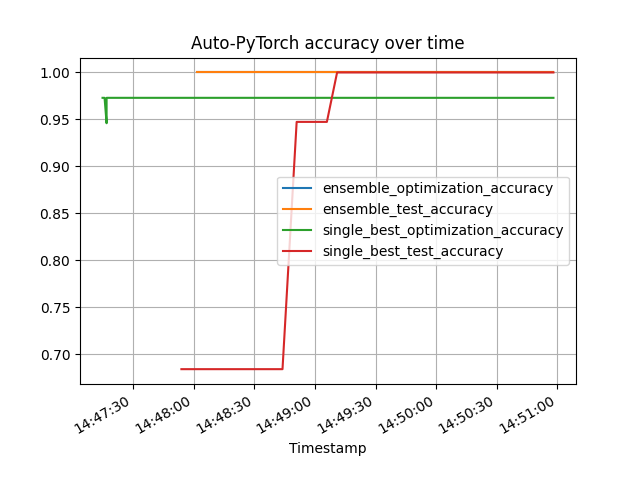 Auto-PyTorch accuracy over time
1.00
0.95
0.90
0.85
0.80
0.75
0.70
ensemble_optimization_accuracy
ensemble_test_accuracy
single_best_optimization_accuracy
single_best_test_accuracy
14:47:30
14:48:00
14:48:30
14:49:00
14:49:30
14:50:00
14:50:30
14:51:00
Timestamp